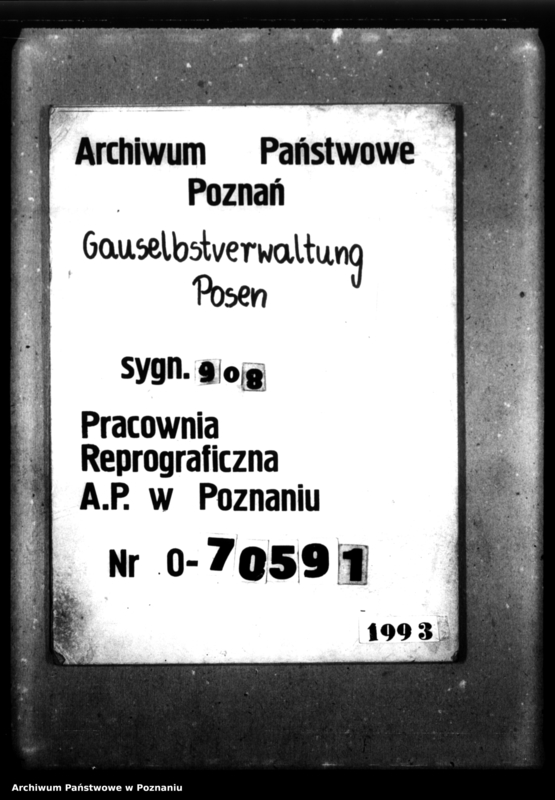 Archiwum Państwowe
Poznań
Gauselbstverwaltung
Posen
sygn. 908
Pracownia
Reprograficzna
A.P. w Poznaniu
Nr 0-70591
1993
Archiwum Państwowe w Poznaniu